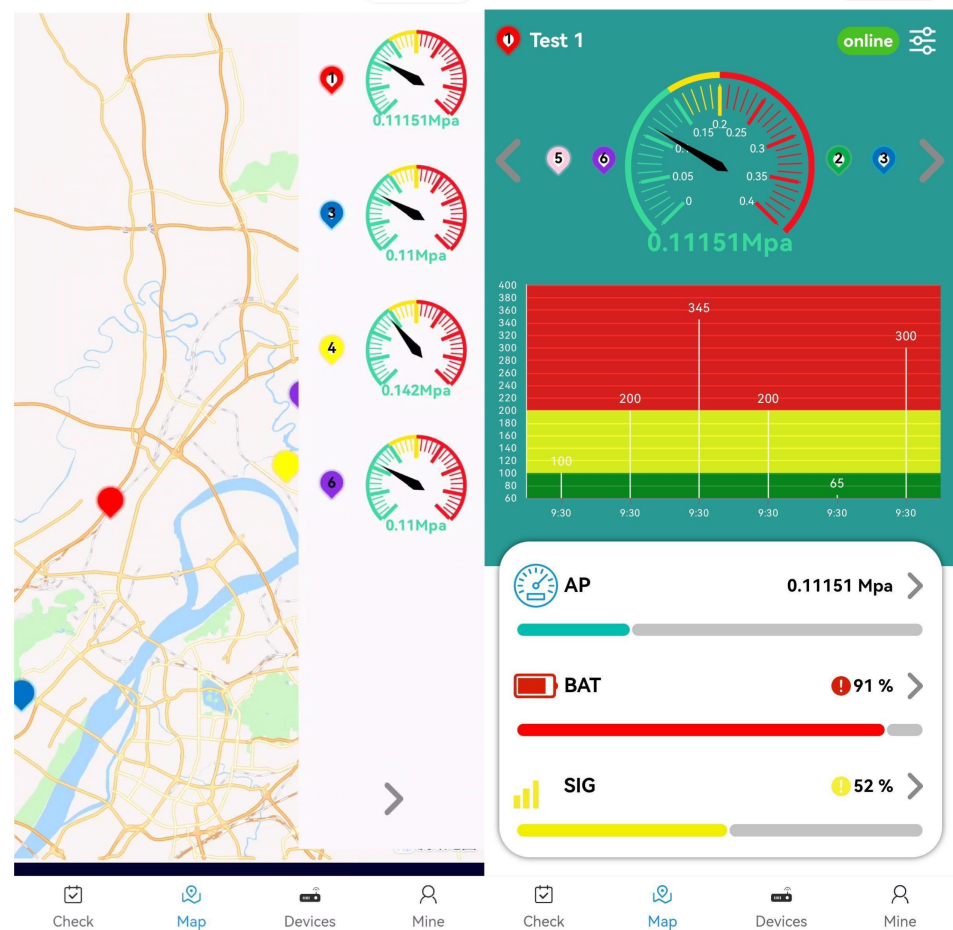 1
0.11151Mpa
3
0.11Mpa
4
0.142Mpa
6
0.11Mpa
Check
Map
Devices
Mine
1 Test 1
online
0.2
0.15 0.25
0.3
5 6 2 3
0.05 0.35
0 0.4
0.11151Mpa
400
380
360
340
320
300
280
260
240
220
200
180
160
140
120
100
80
60
345
300
200 200
100
65
9:30 9:30 9:30 9:30 9:30 9:30
AP 0.11151 Mpa
BAT ! 91 %
SIG ! 52 %
Check
Map
Devices
Mine